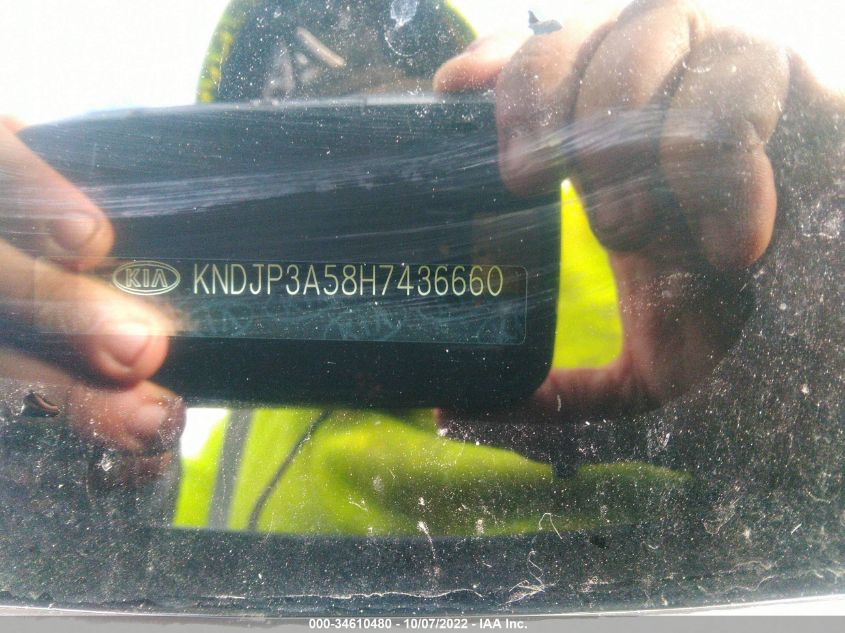 KIA KNDJP3A58H7436660
000-34610480 - 10/07/2022 - IAA Inc.